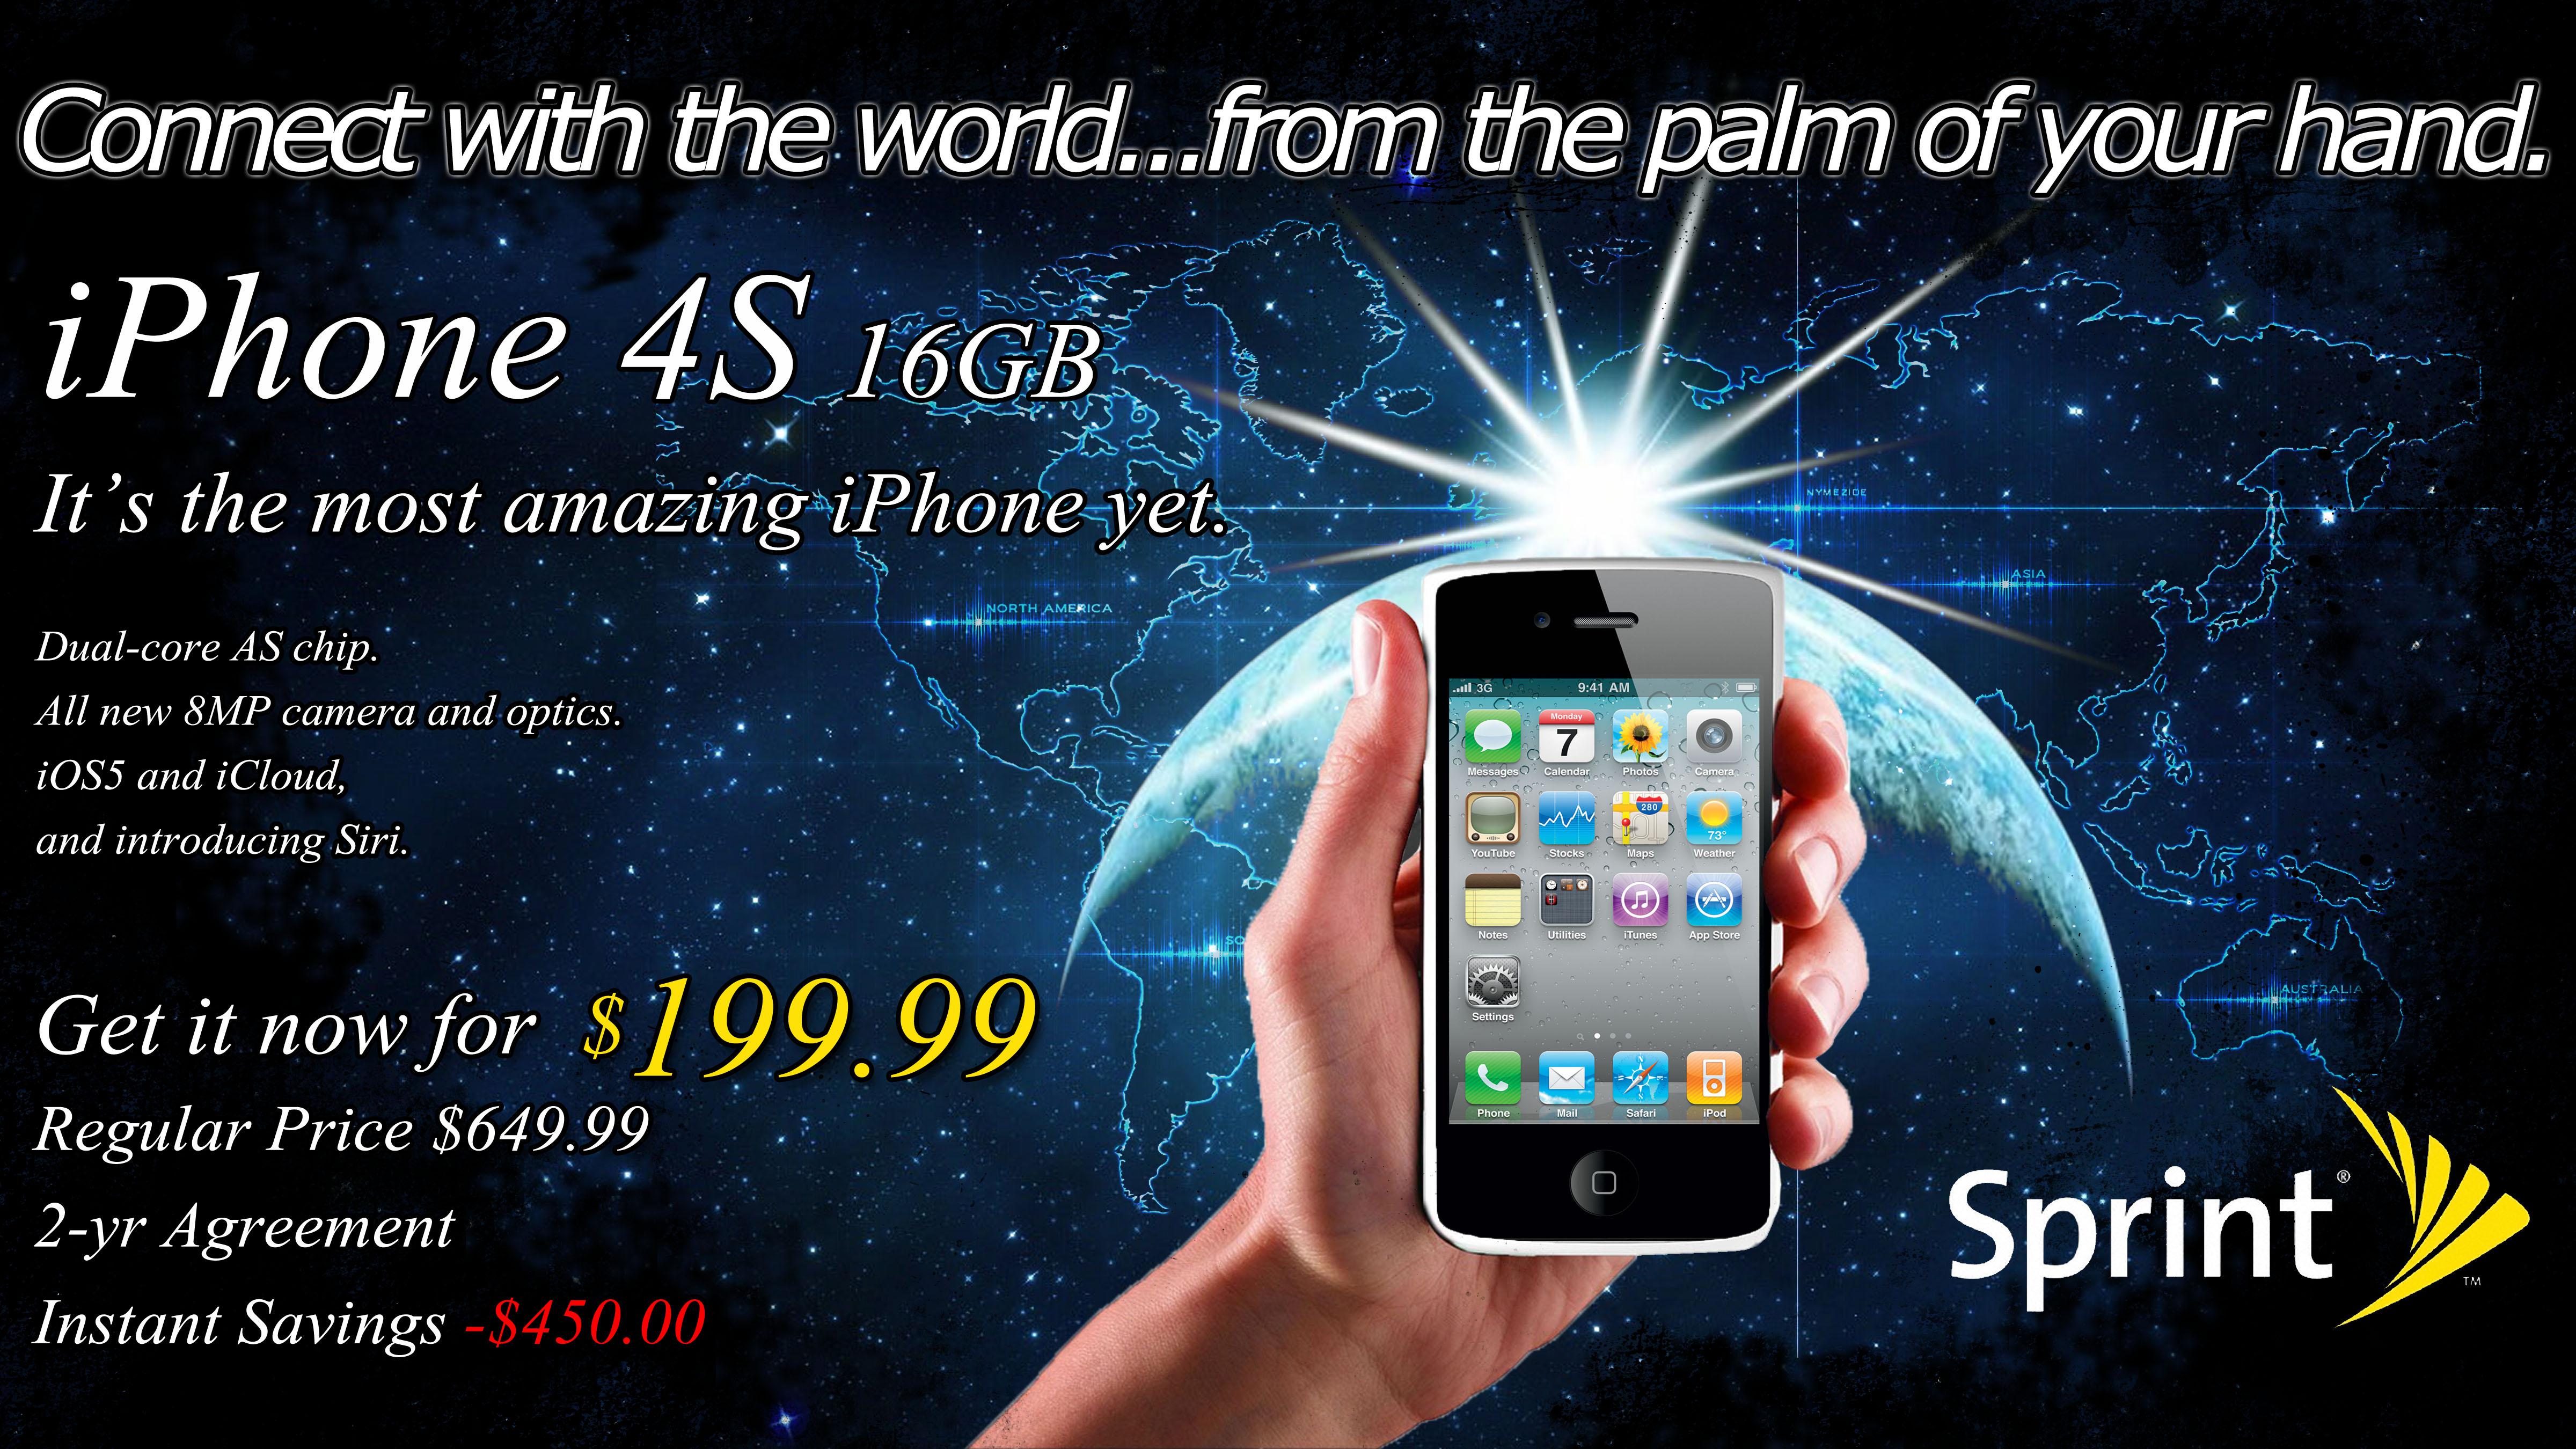 Connect with the world...from the palm of your hand.
iPhone 4S 16GB
It's the most amazing iPhone yet.
Dual-core AS chip.
All new 8MP camera and optics.
iOS5 and iCloud,
and introducing Siri.
Get it now for $199.99
Regular Price $649.99
2-yr Agreement
Instant Savings -$450.00
NORTH AMERICA
NYMEZIOE
ASIA
SO
AUSTRALIA
3G 9:41 AM
Monday
7
Messages Calendar Photos Camera
280
73°
YouTube Stocks Maps Weather
Notes Utilities iTunes App Store
Settings
Phone Mail Safari iPod
Sprint®
TM